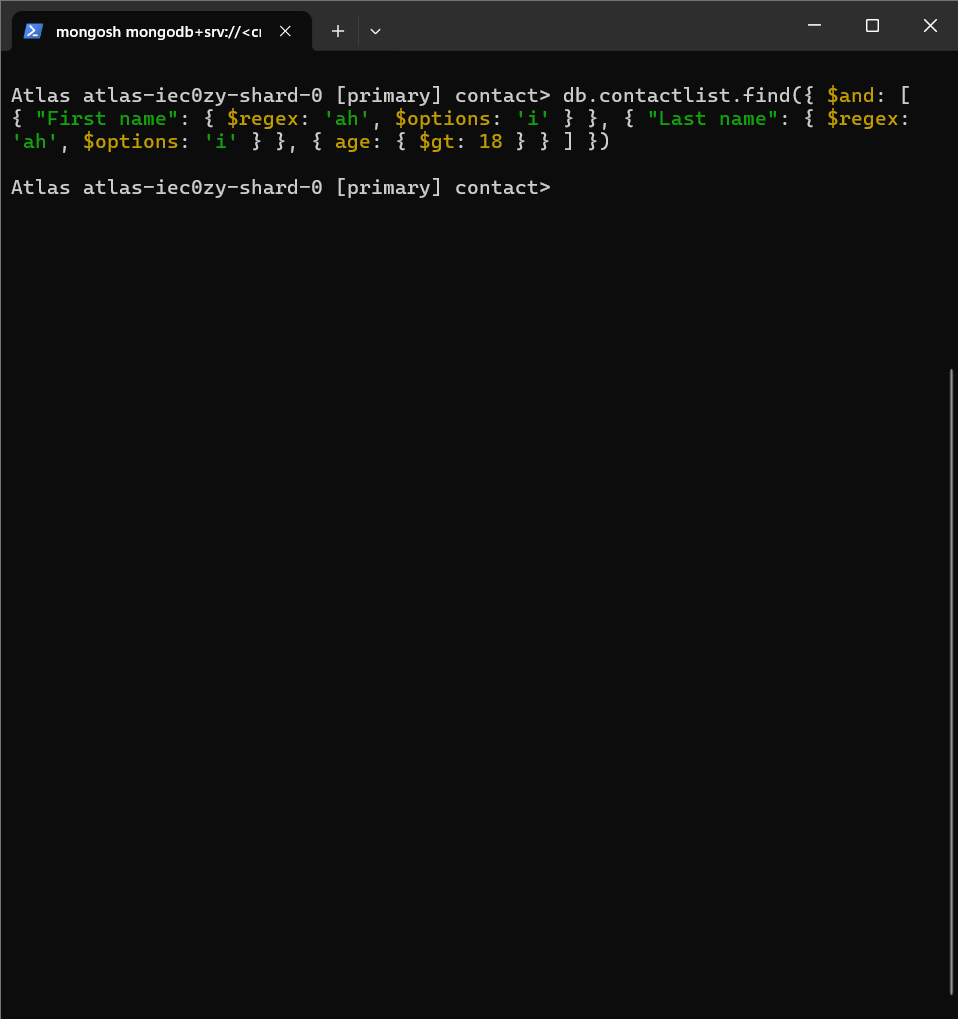 mongosh mongodb+srv://<cr
Atlas atlas-iec0zy-shard-0 [primary] contact> db.contactlist.find({ $and: [
{ "First name": { $regex: 'ah', $options: 'i' } }, { "Last name": { $regex:
'ah', $options: 'i' } }, { age: { $gt: 18 } } ] })
Atlas atlas-iec0zy-shard-0 [primary] contact>